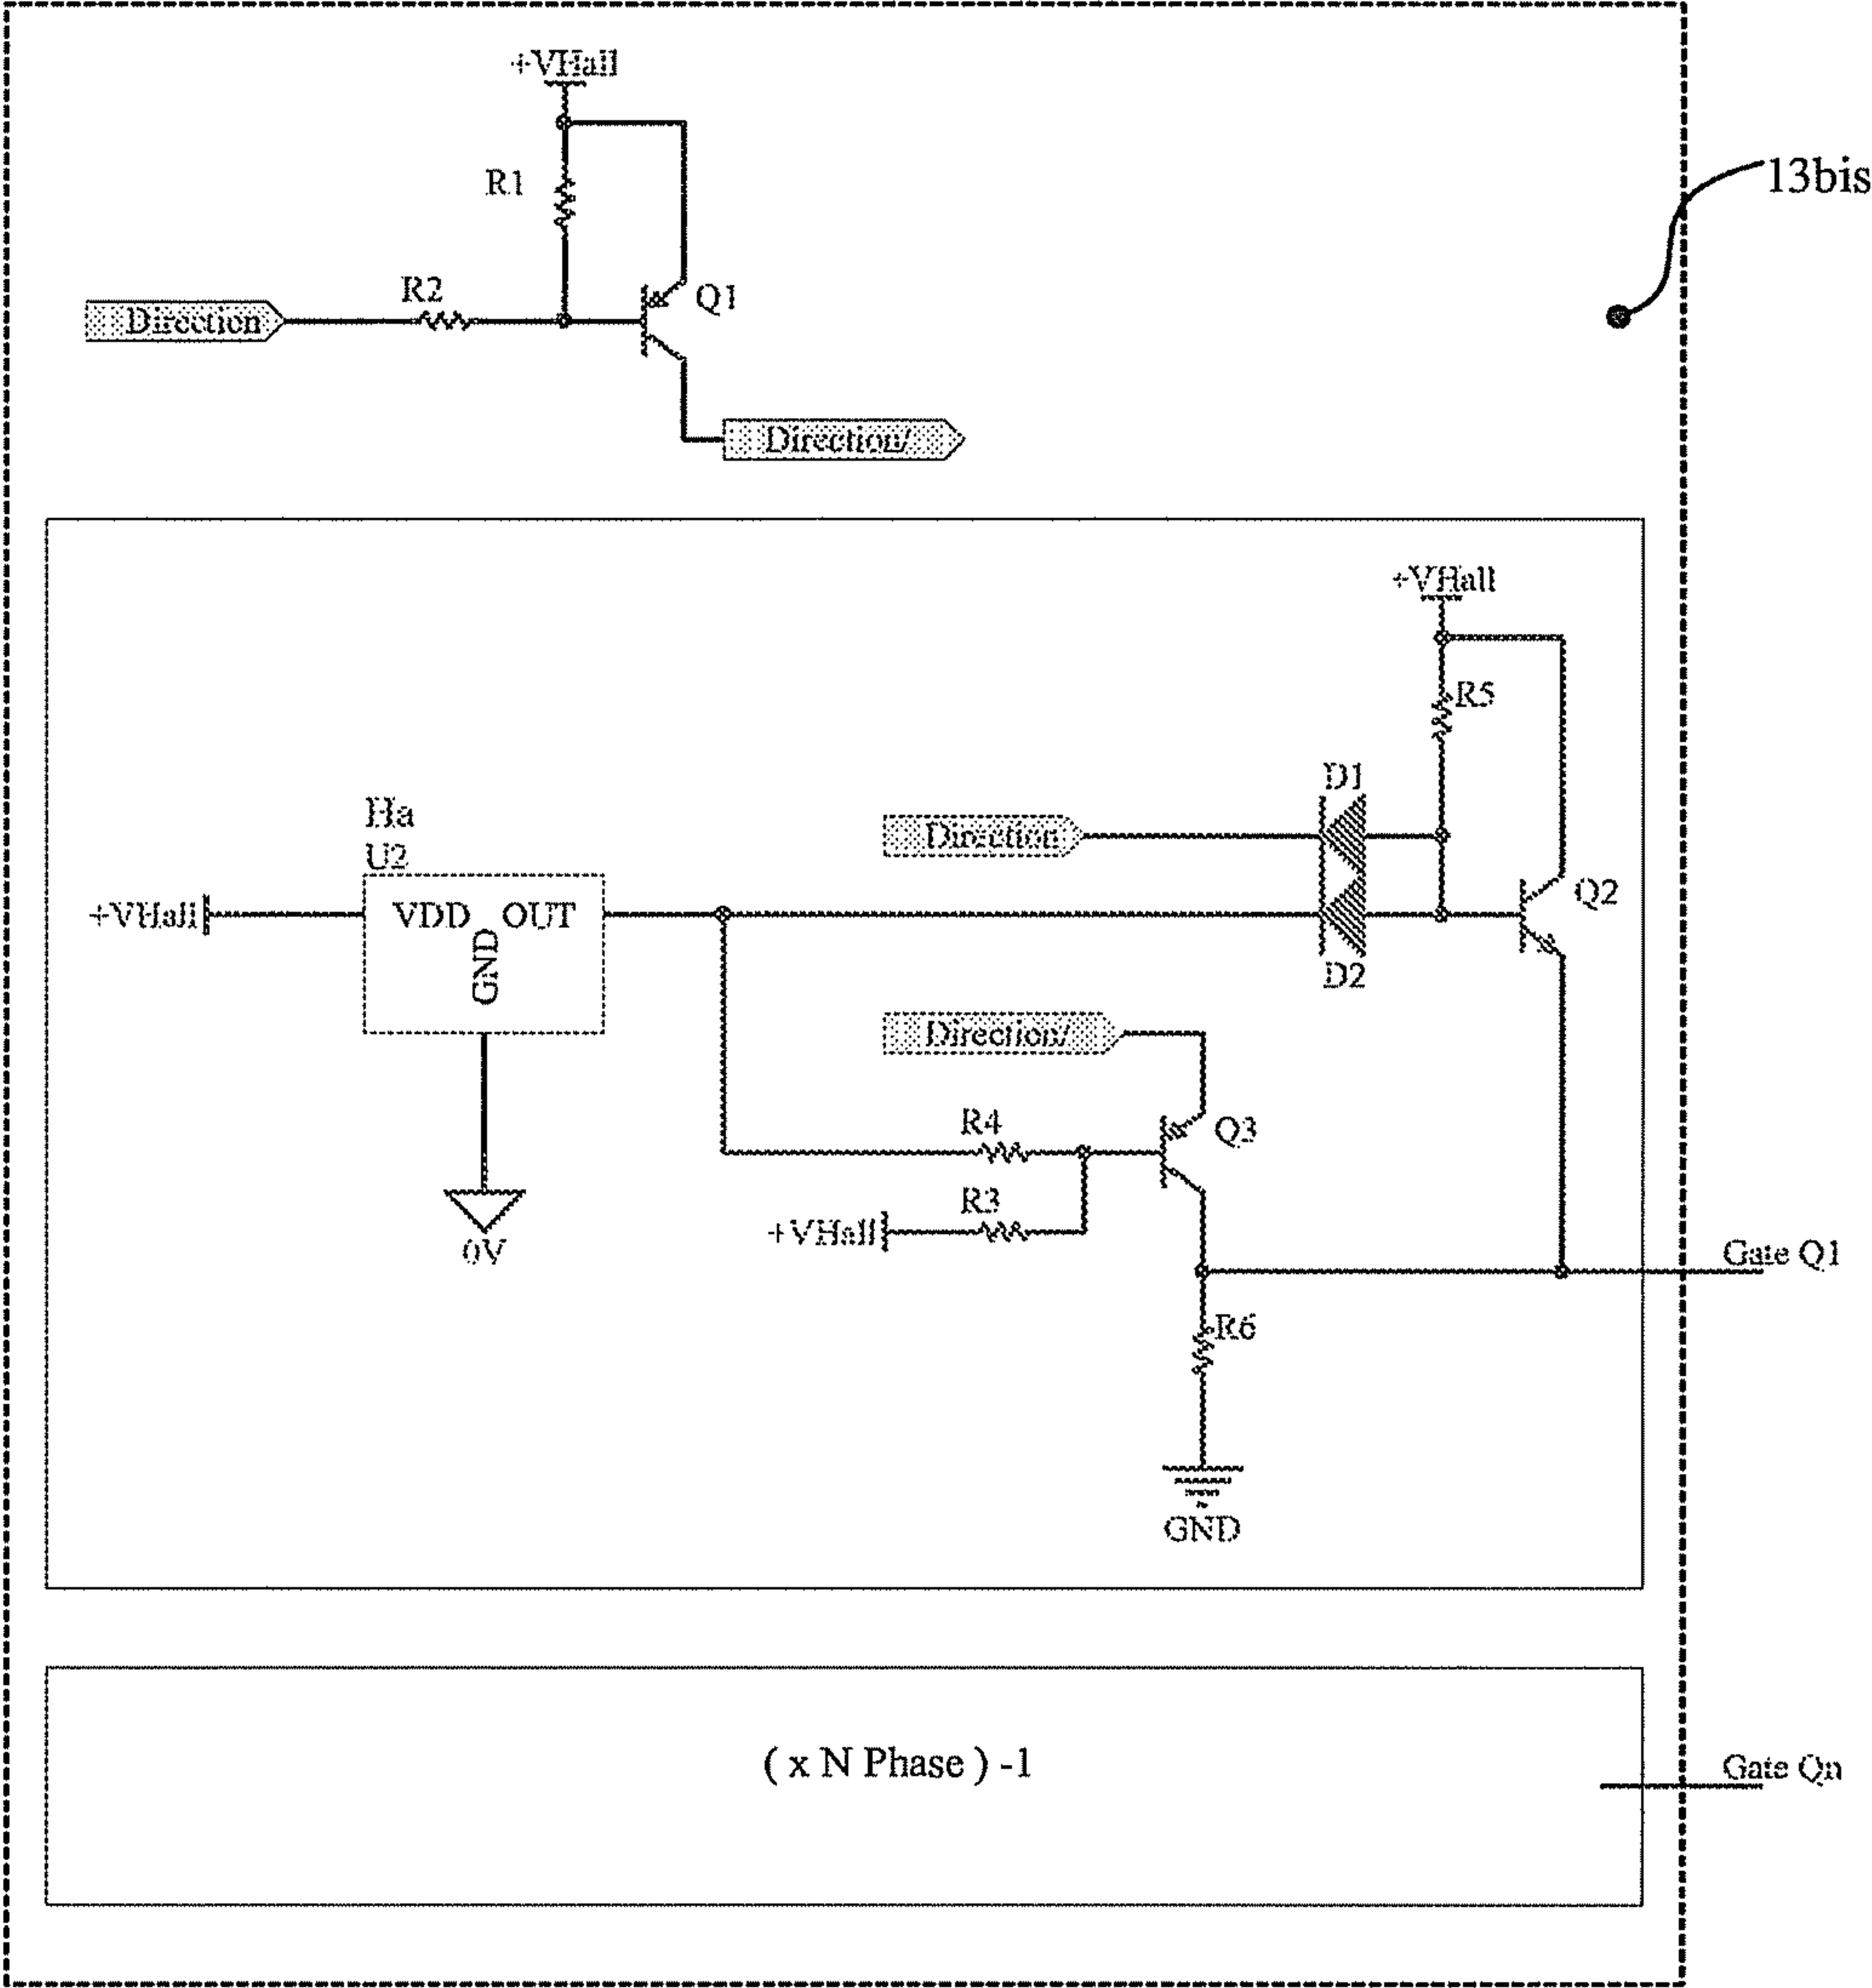 +VHall
13bis
R1
R2
Q1
Direction
Direction/
+VHall
R5
D1
Ha
Direction
U2
Q2
+VHall
VDD OUT
GND
D2
Direction/
R4
Q3
R3
+VHall
0V
Gate Q1
R6
GND
( x N Phase ) -1
Gate Qn